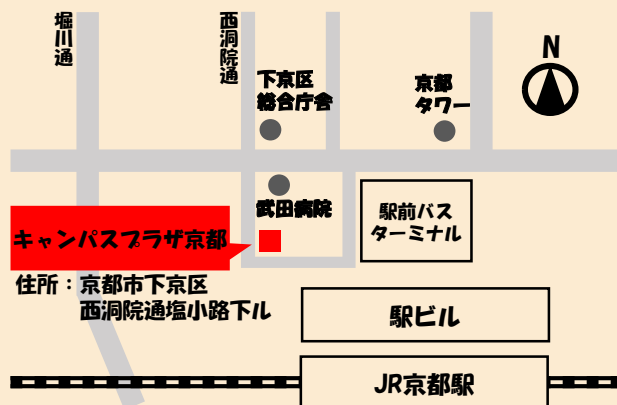 堀川通
西洞院通
下京区
総合庁舎
京都
タワー
N
武田病院
駅前バス
ターミナル
キャンパスプラザ京都
住所：京都市下京区
西洞院通塩小路下ル
駅ビル
JR京都駅